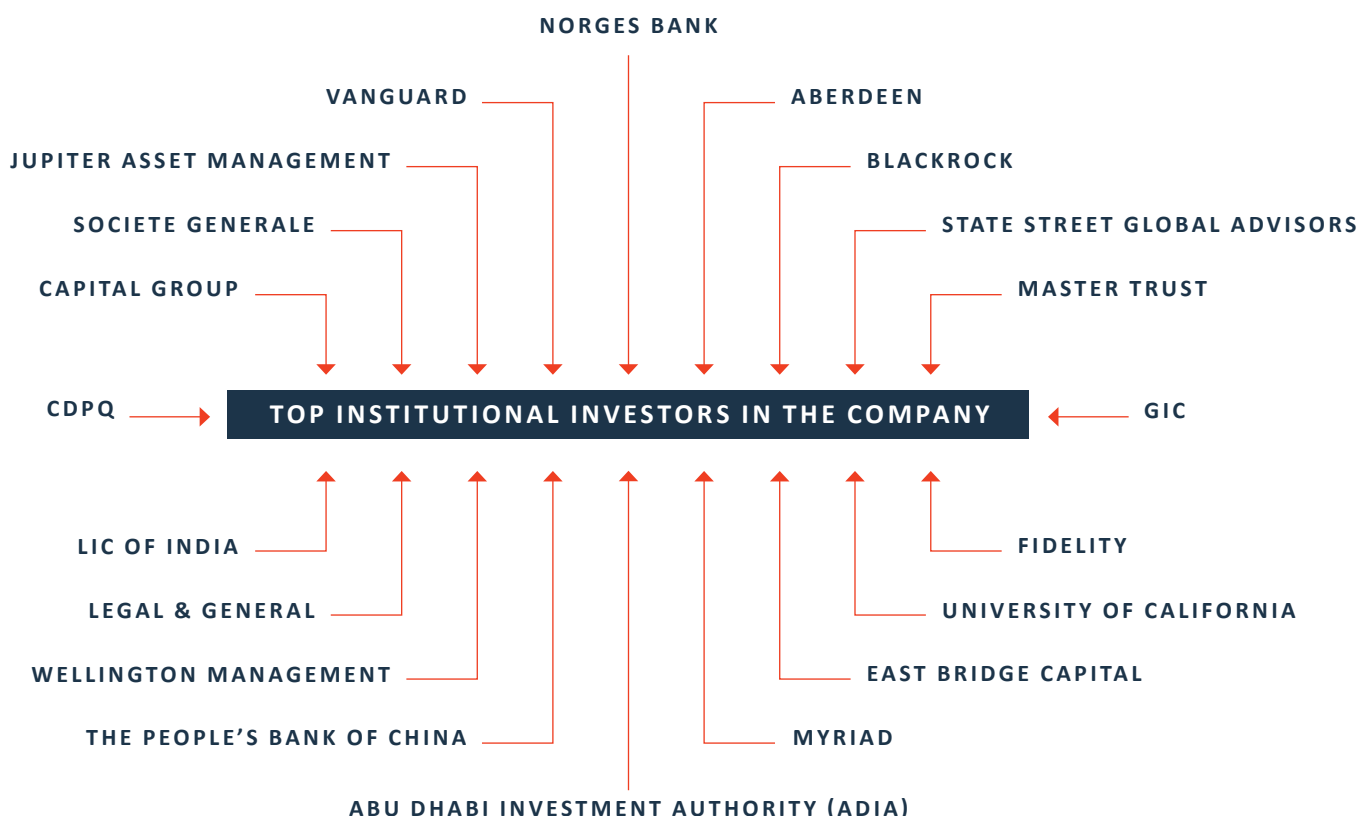 NORGES BANK
VANGUARD
ABERDEEN
JUPITER ASSET MANAGEMENT
BLACKROCK
SOCIETE GENERALE
STATE STREET GLOBAL ADVISORS
CAPITAL GROUP
MASTER TRUST
CDPQ
TOP INSTITUTIONAL INVESTORS IN THE COMPANY
GIC
LIC OF INDIA
FIDELITY
LEGAL & GENERAL
UNIVERSITY OF CALIFORNIA
WELLINGTON MANAGEMENT
EAST BRIDGE CAPITAL
THE PEOPLE’S BANK OF CHINA
MYRIAD
ABU DHABI INVESTMENT AUTHORITY (ADIA)